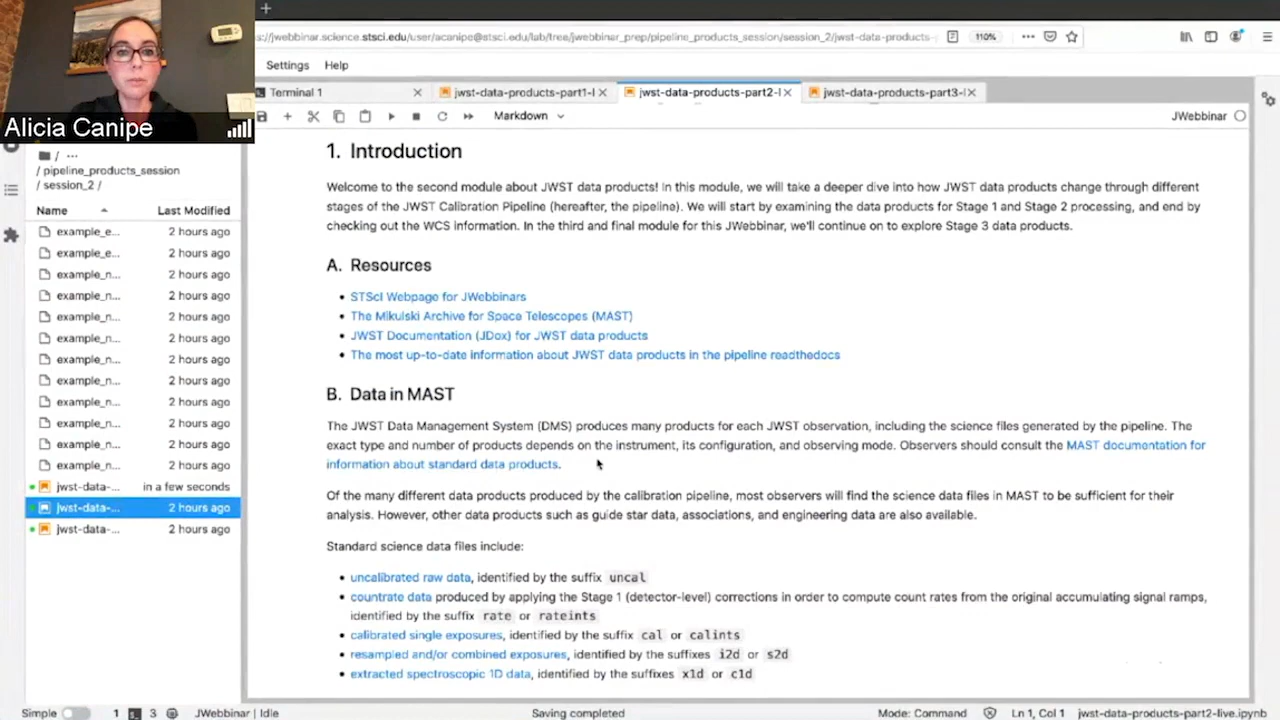 https://jwebbinar.science.stsci.edu/user/acanipe@stsci.edu/lab/tree/jwebbinar_prep/pipeline_products_session/session_2/jwst-data-products-
110%
Settings Help
Alicia Canipe
Terminal 1
jwst-data-products-part1-l
jwst-data-products-part2-l
jwst-data-products-part3-l
Markdown
JWebbinar
/ ...
/ pipeline_products_session
/ session_2 /
Name Last Modified
example_e... 2 hours ago
example_e... 2 hours ago
example_n... 2 hours ago
example_n... 2 hours ago
example_n... 2 hours ago
example_n... 2 hours ago
example_n... 2 hours ago
example_n... 2 hours ago
example_n... 2 hours ago
example_n... 2 hours ago
example_n... 2 hours ago
example_n... 2 hours ago
jwst-data-... in a few seconds
jwst-data-... 2 hours ago
jwst-data-... 2 hours ago
1. Introduction
Welcome to the second module about JWST data products! In this module, we will take a deeper dive into how JWST data products change through different
stages of the JWST Calibration Pipeline (hereafter, the pipeline). We will start by examining the data products for Stage 1 and Stage 2 processing, and end by
checking out the WCS information. In the third and final module for this JWebbinar, we'll continue on to explore Stage 3 data products.
A. Resources
• STScI Webpage for JWebbinars
• The Mikulski Archive for Space Telescopes (MAST)
• JWST Documentation (JDox) for JWST data products
• The most up-to-date information about JWST data products in the pipeline readthedocs
B. Data in MAST
The JWST Data Management System (DMS) produces many products for each JWST observation, including the science files generated by the pipeline. The
exact type and number of products depends on the instrument, its configuration, and observing mode. Observers should consult the MAST documentation for
information about standard data products.
Of the many different data products produced by the calibration pipeline, most observers will find the science data files in MAST to be sufficient for their
analysis. However, other data products such as guide star data, associations, and engineering data are also available.
Standard science data files include:
• uncalibrated raw data, identified by the suffix uncal
• countrate data produced by applying the Stage 1 (detector-level) corrections in order to compute count rates from the original accumulating signal ramps,
identified by the suffix rate or rateints
• calibrated single exposures, identified by the suffix cal or calints
• resampled and/or combined exposures, identified by the suffixes i2d or s2d
• extracted spectroscopic 1D data, identified by the suffixes x1d or c1d
Simple 1 3 JWebbinar | Idle Saving completed Mode: Command Ln 1, Col 1 jwst-data-products-part2-live.ipynb